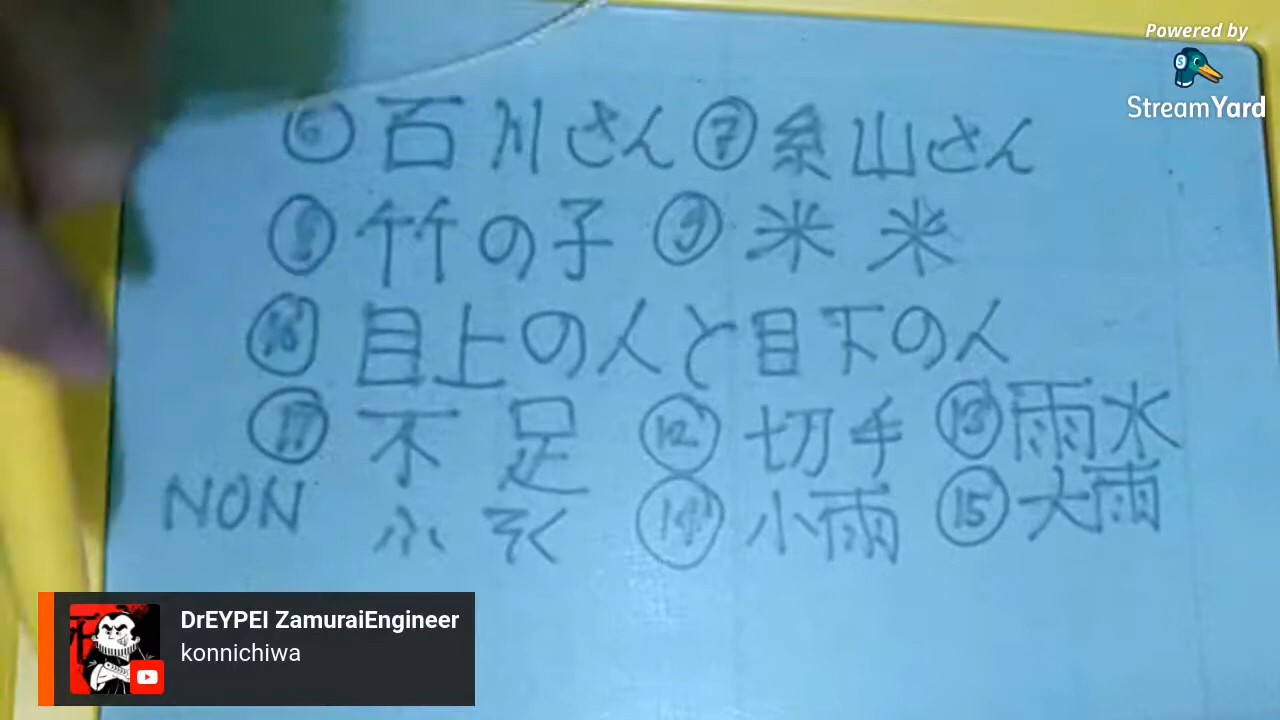 Powered by
StreamYard
⑥ 石川さん ⑦ 糸山さん
⑧ 竹の子 ⑨ 米 米
⑩ 目上の人と目下の人
⑪ 不足 ⑫ 切手 ⑬ 雨水
NON ふ そく ⑭ 小雨 ⑮ 大雨
DrEYPEI ZamuraiEngineer
konnichiwa